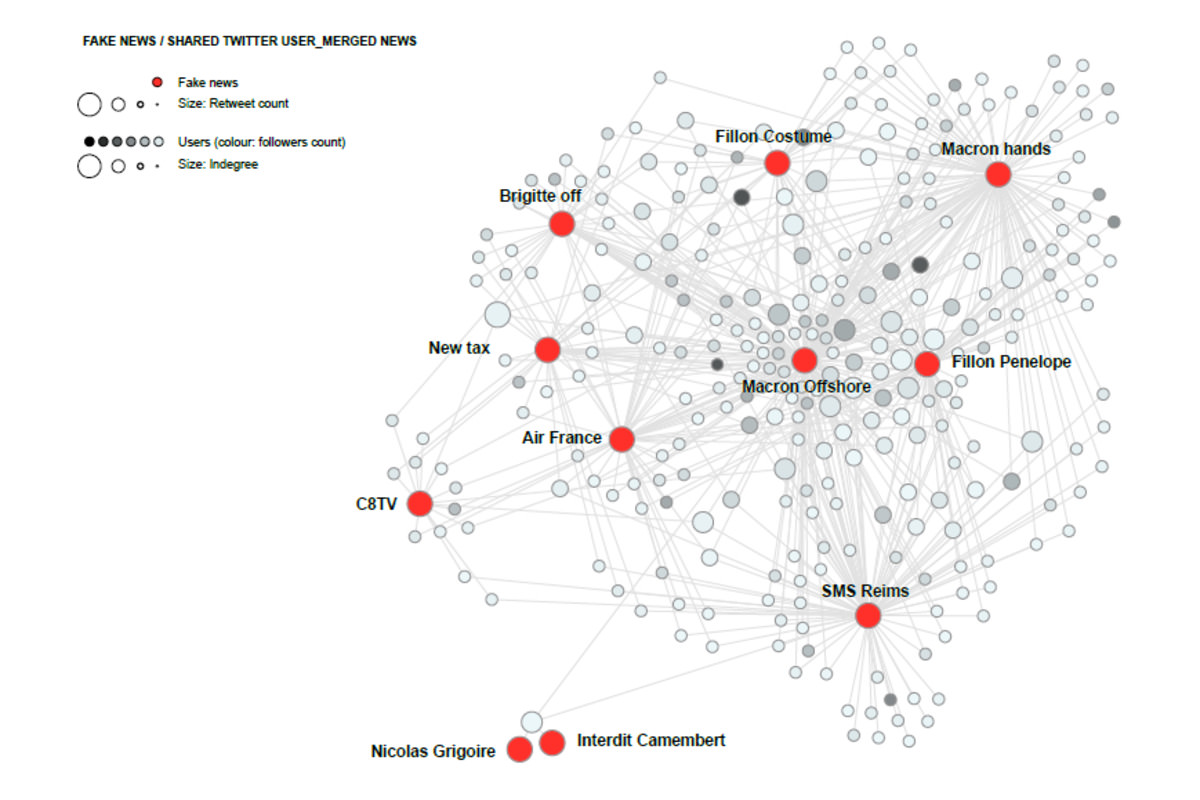 FAKE NEWS / SHARED TWITTER USER_MERGED NEWS
Fake news
Size: Retweet count
Users (colour: followers count)
Size: Indegree
Fillon Costume
Macron hands
Brigitte off
New tax
Fillon Penelope
Macron Offshore
Air France
C8TV
SMS Reims
Nicolas Grigoire
Interdit Camembert